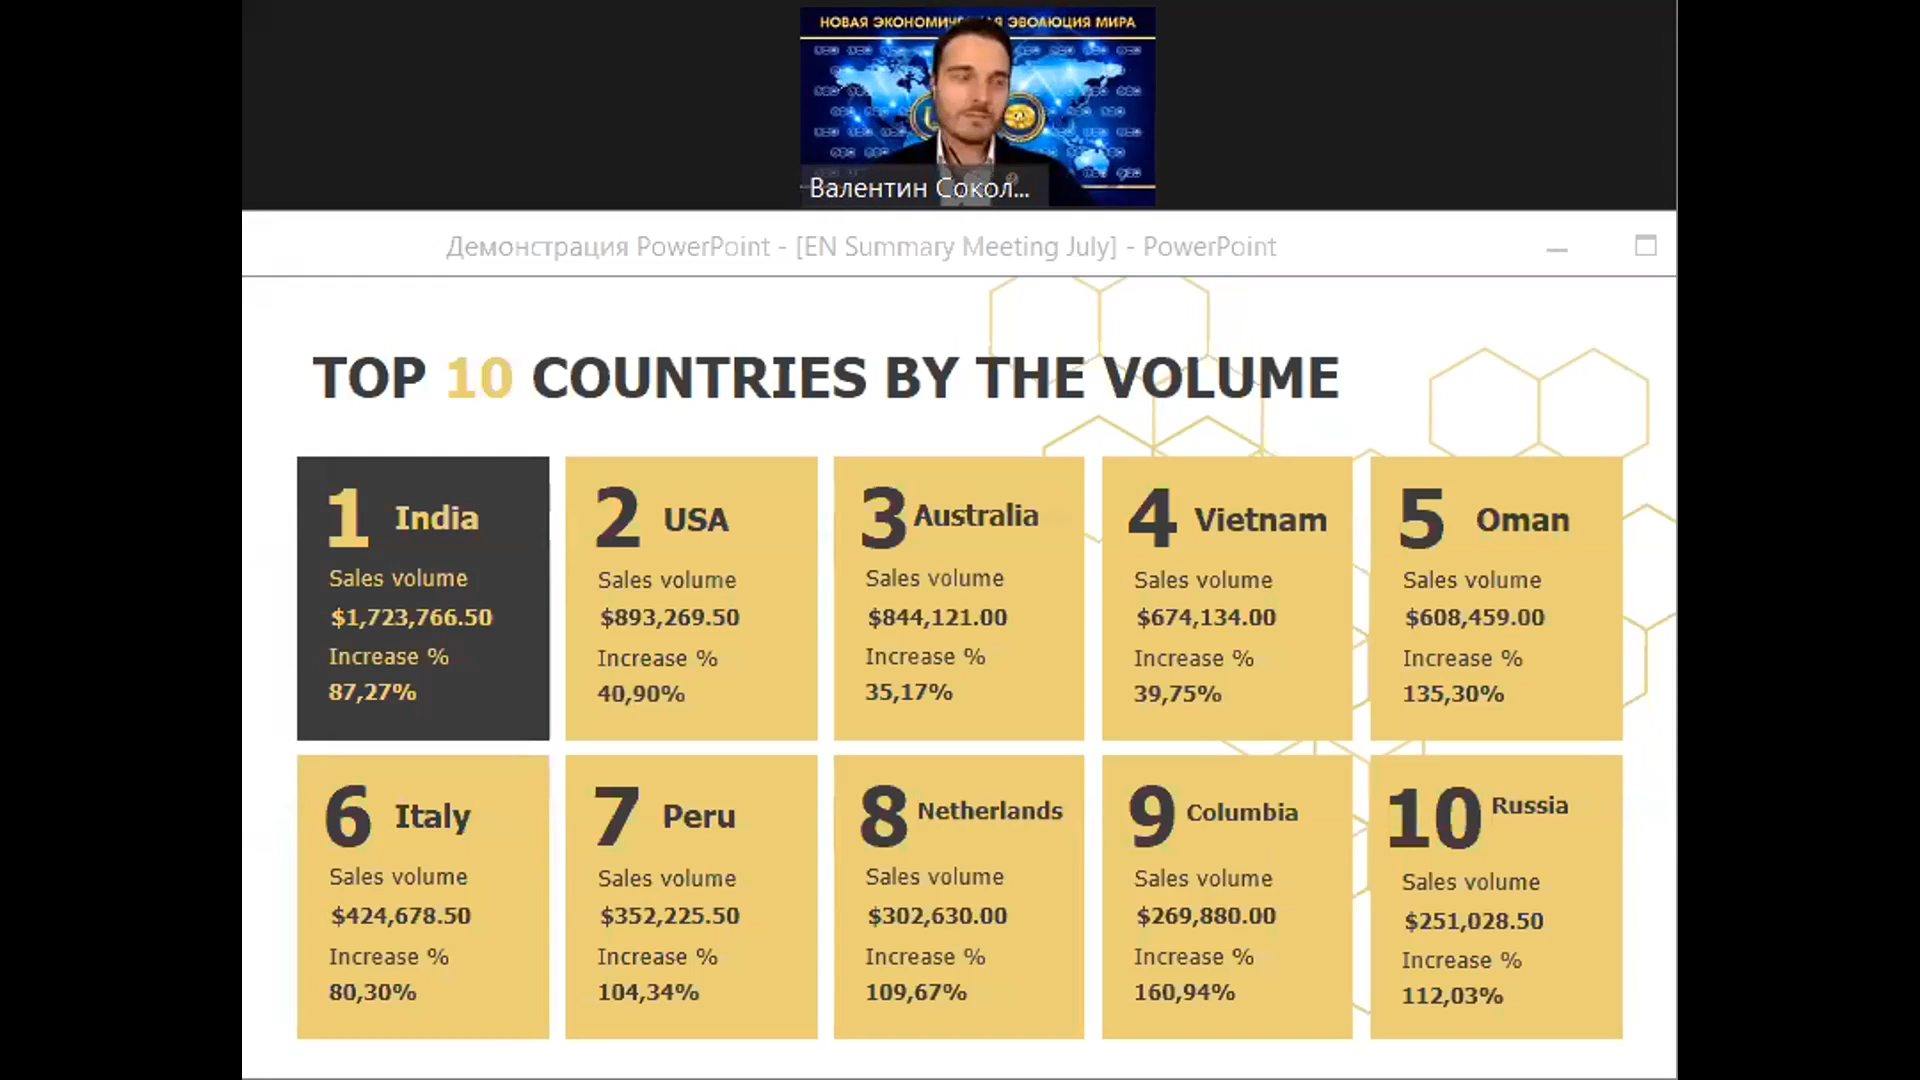 НОВАЯ ЭКОНОМИЧ Я ЭВОЛЮЦИЯ МИРА
Валентин Сокол...
Демонстрация PowerPoint - [EN Summary Meeting July] - PowerPoint
TOP 10 COUNTRIES BY THE VOLUME
1 India
Sales volume
$1,723,766.50
Increase %
87,27%
2 USA
Sales volume
$893,269.50
Increase %
40,90%
3 Australia
Sales volume
$844,121.00
Increase %
35,17%
4 Vietnam
Sales volume
$674,134.00
Increase %
39,75%
5 Oman
Sales volume
$608,459.00
Increase %
135,30%
6 Italy
Sales volume
$424,678.50
Increase %
80,30%
7 Peru
Sales volume
$352,225.50
Increase %
104,34%
8 Netherlands
Sales volume
$302,630.00
Increase %
109,67%
9 Columbia
Sales volume
$269,880.00
Increase %
160,94%
10 Russia
Sales volume
$251,028.50
Increase %
112,03%